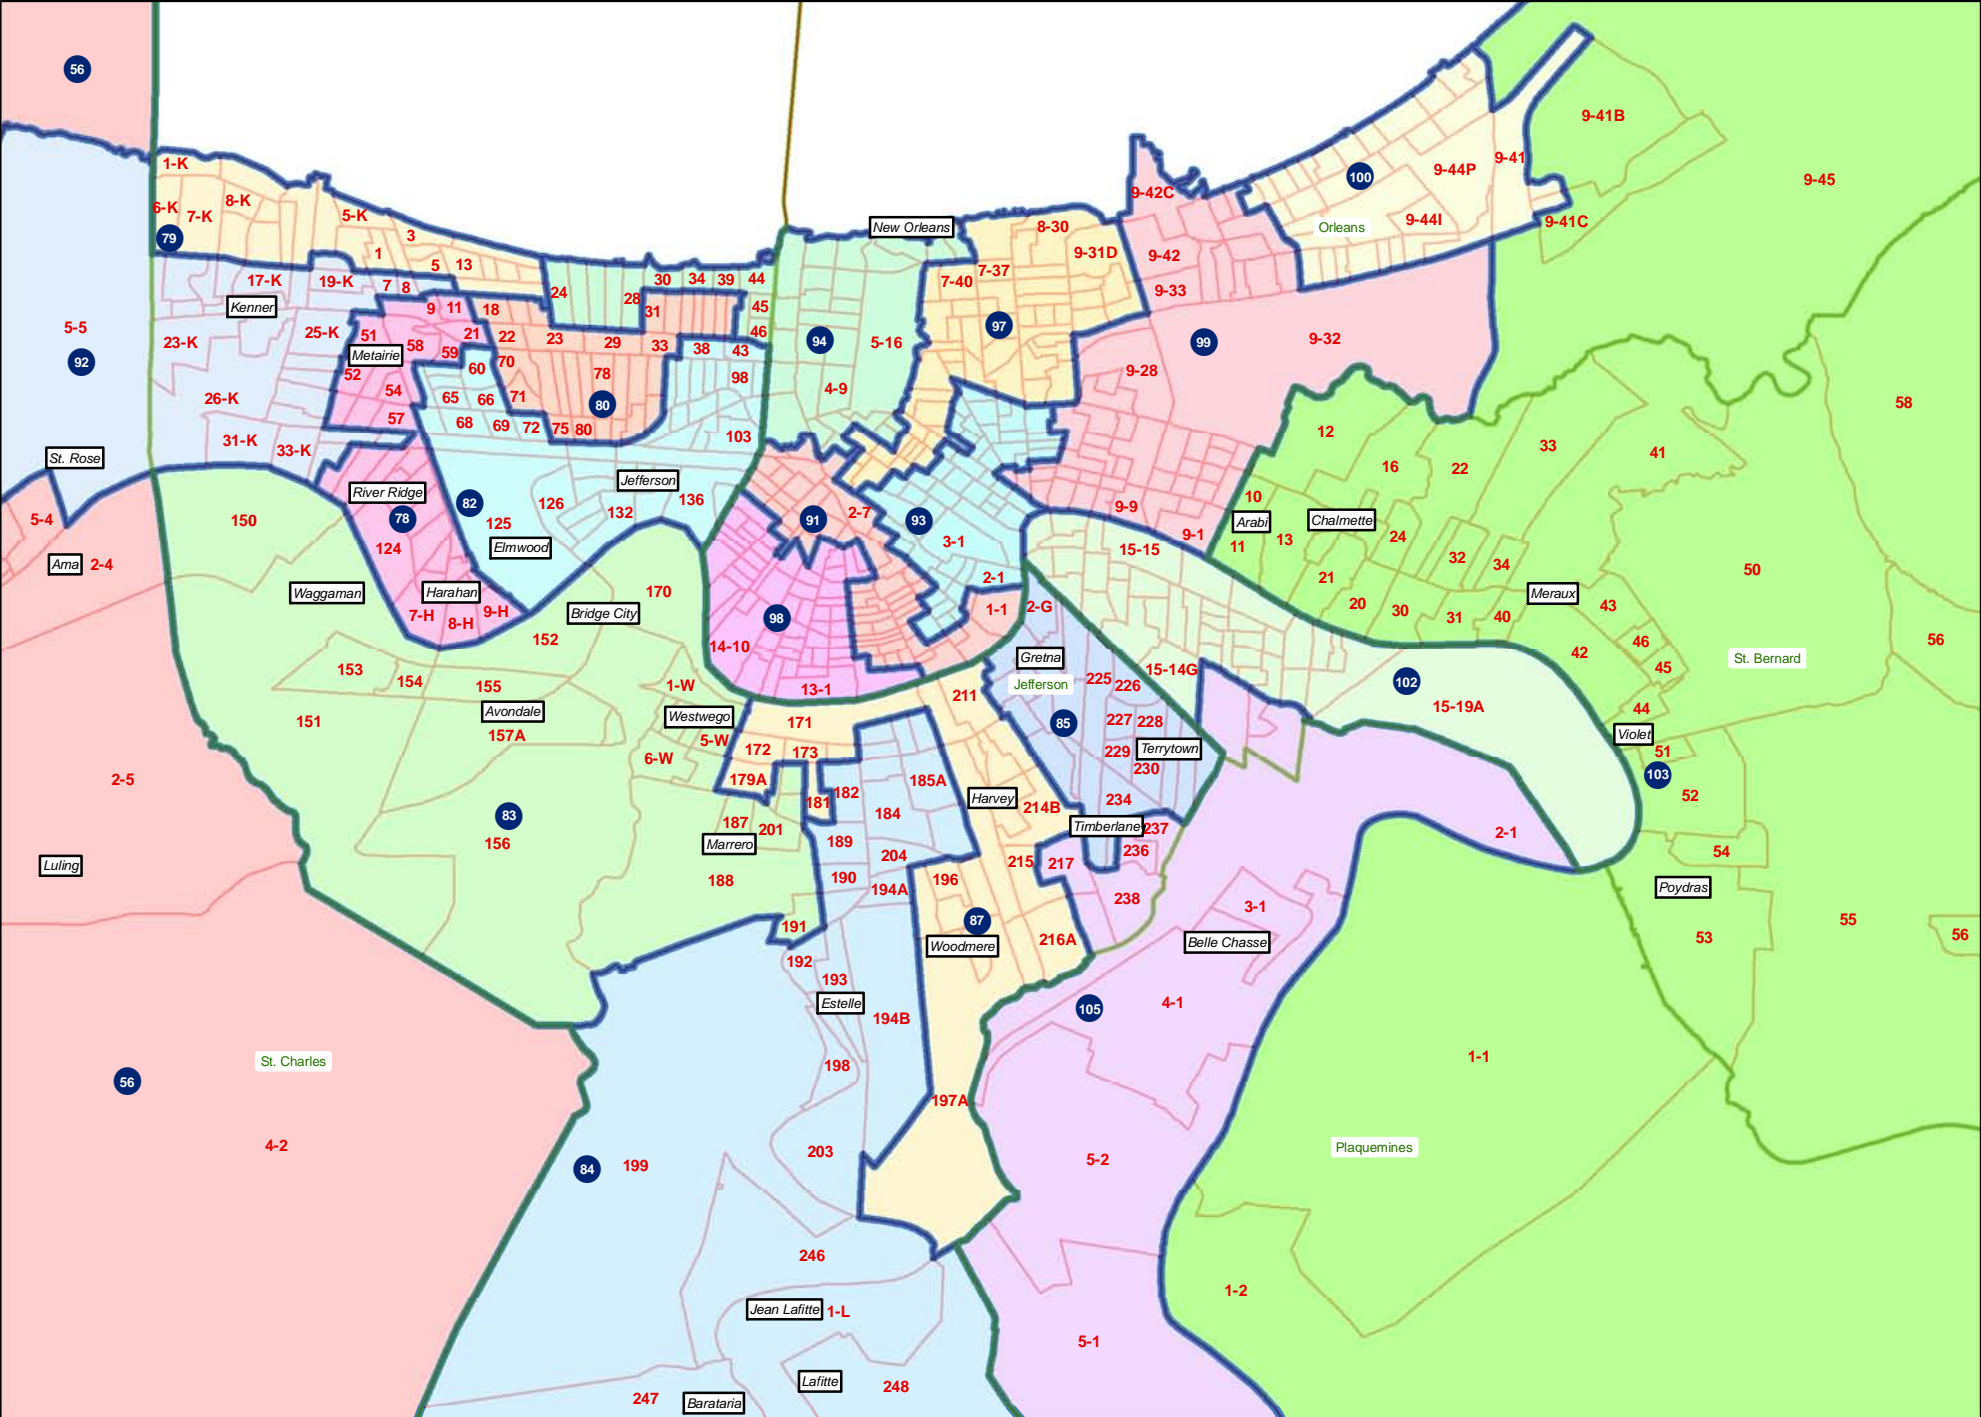 56
1-K
6-K
7-K
8-K
5-K
79
3
1
5
13
17-K
19-K
7
8
Kenner
23-K
25-K
26-K
31-K
33-K
5-5
92
St. Rose
5-4
Ama
2-4
2-5
Luling
56
St. Charles
4-2
9
11
18
51
58
21
22
Metairie
59
52
54
57
60
70
65
66
71
68
69
72
75
80
24
28
30
34
39
44
31
45
46
23
29
33
38
43
78
80
98
103
New Orleans
94
5-16
4-9
7-40
7-37
8-30
9-31D
97
9-42C
9-42
9-33
99
9-32
9-28
9-9
9-1
100
Orleans
9-44P
9-44I
9-41
9-41B
9-41C
9-45
River Ridge
78
124
Harahan
7-H
8-H
9-H
82
125
Elmwood
126
132
Jefferson
136
91
2-7
93
3-1
2-1
1-1
98
14-10
13-1
150
Waggaman
Bridge City
170
152
153
154
155
Avondale
157A
151
1-W
Westwego
5-W
6-W
83
156
171
172
173
179A
181
182
187
201
Marrero
188
191
185A
184
189
204
190
194A
192
193
Estelle
194B
198
203
84
199
246
Jean Lafitte
1-L
Lafitte
248
247
Barataria
211
Harvey
214B
215
196
87
Woodmere
216A
197A
2-G
Gretna
Jefferson
85
225
226
227
228
229
Terrytown
230
234
Timberlane
237
236
217
238
15-15
15-14G
102
15-19A
2-1
3-1
Belle Chasse
4-1
105
5-2
5-1
12
10
Arabi
11
13
Chalmette
16
22
33
41
24
32
34
21
20
30
31
40
Meraux
43
46
45
42
44
50
58
56
St. Bernard
Violet
51
103
52
54
Poydras
53
55
56
1-1
Plaquemines
1-2